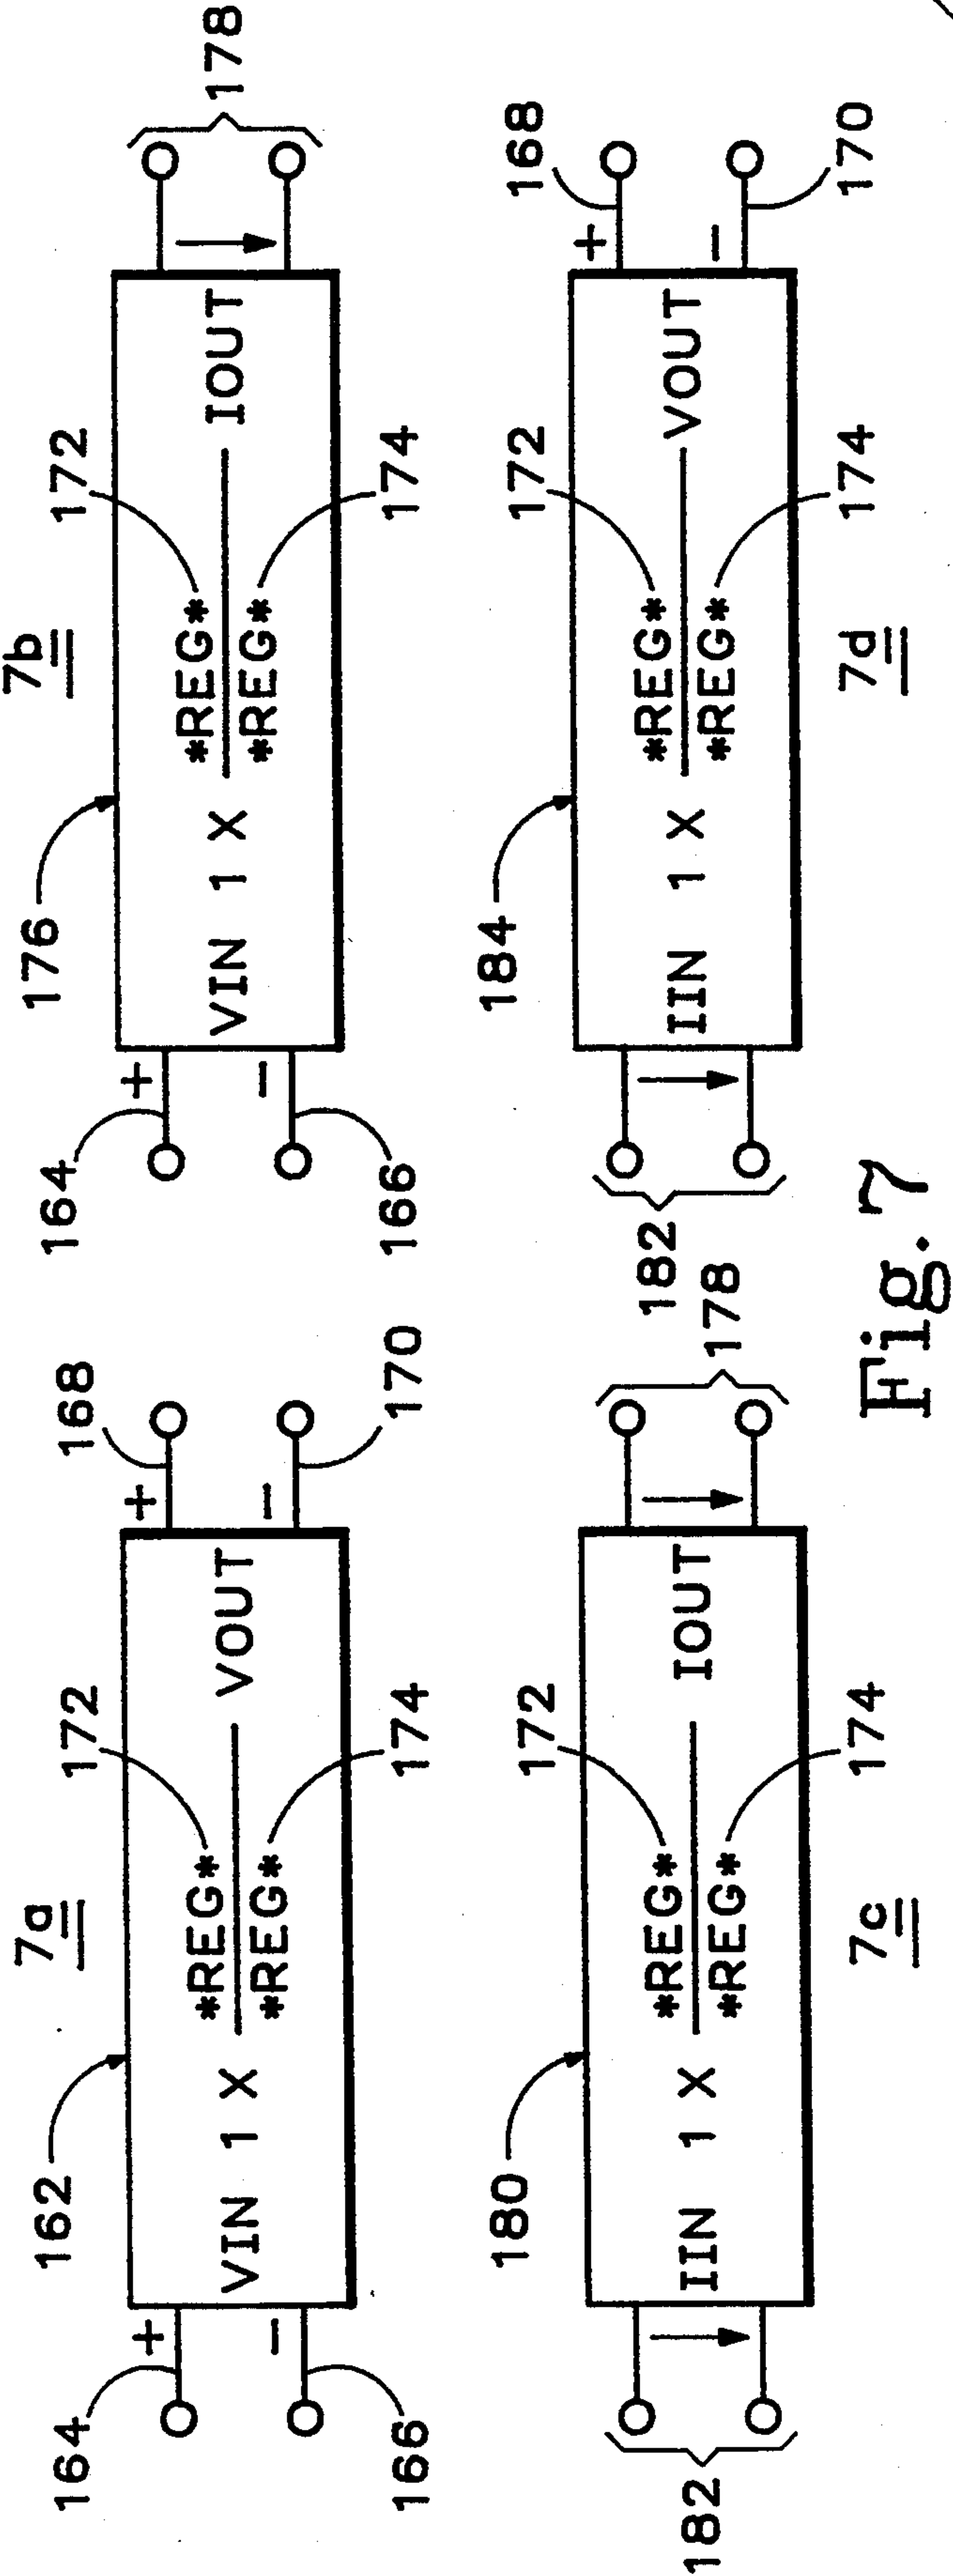 7a
162
172
168
164
+
+
VIN 1 X *REG* VOUT
*REG*
-
-
166
174
170
7b
176
172
178
164
+
VIN 1 X *REG* IOUT
*REG*
-
166
174
180
172
178
IIN 1 X *REG* IOUT
*REG*
182
174
7c
184
172
168
+
IIN 1 X *REG* VOUT
*REG*
-
182
174
170
7d
Fig. 7